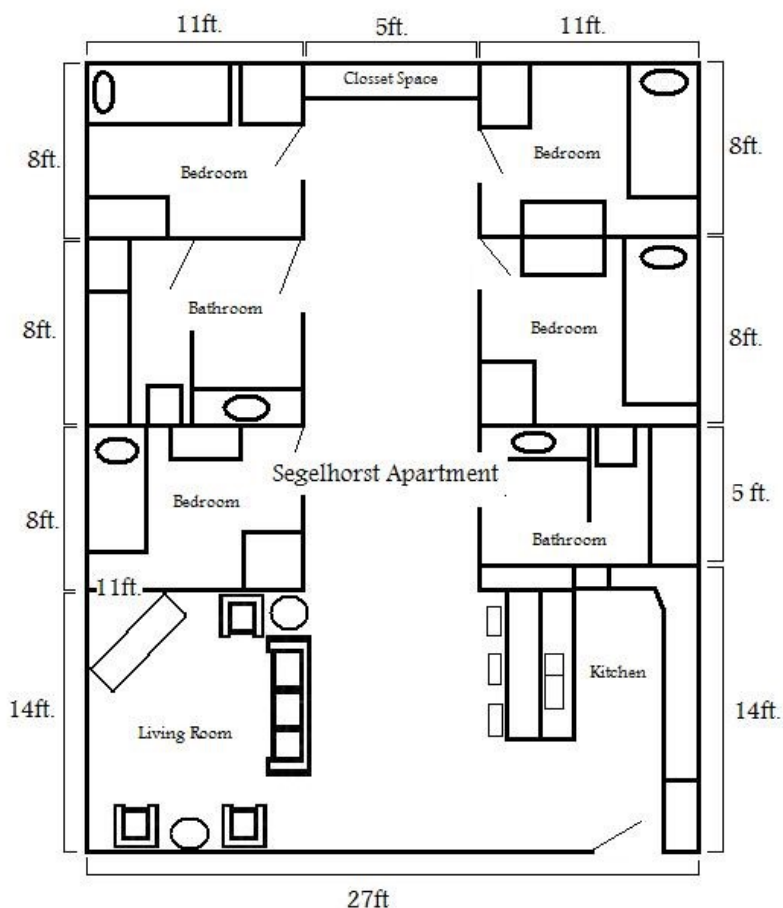 11ft.
5ft.
11ft.
Closset Space
8ft.
Bedroom
Bedroom
8ft.
8ft.
Bathroom
Bedroom
8ft.
8ft.
Segelhorst Apartment
Bedroom
Bathroom
5 ft.
11ft.
14ft.
Living Room
Kitchen
14ft.
27ft